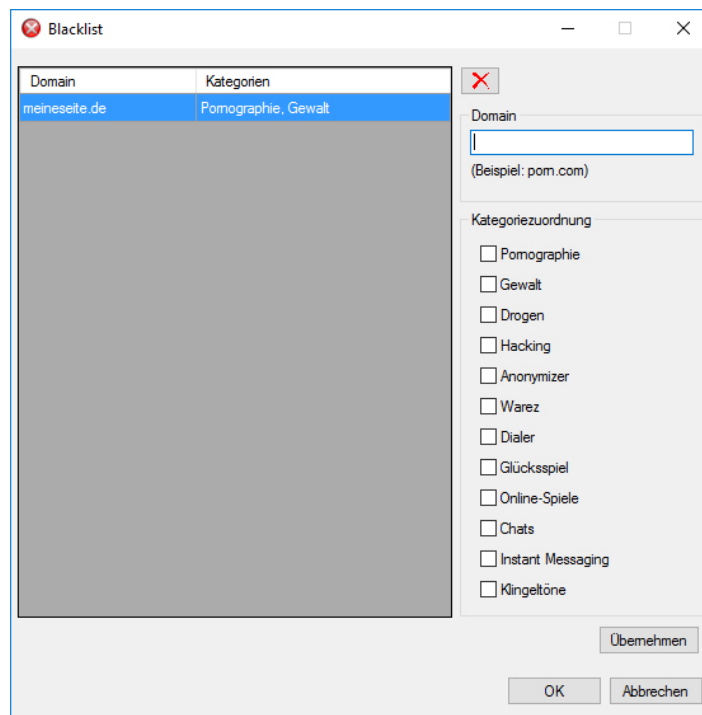 Blacklist
Domain Kategorien
meineseite.de Pornographie, Gewalt
Domain
(Beispiel: porn.com)
Kategoriezuordnung
Pornographie
Gewalt
Drogen
Hacking
Anonymizer
Warez
Dialer
Glücksspiel
Online-Spiele
Chats
Instant Messaging
Klingeltöne
Übernehmen
OK Abbrechen